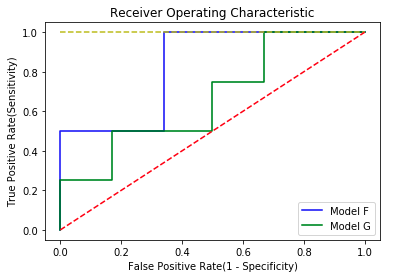 Receiver Operating Characteristic
True Positive Rate(Sensitivity)
1.0
0.8
0.6
0.4
0.2
0.0
0.0
0.2
0.4
0.6
0.8
1.0
Model F
Model G
False Positive Rate(1 - Specificity)